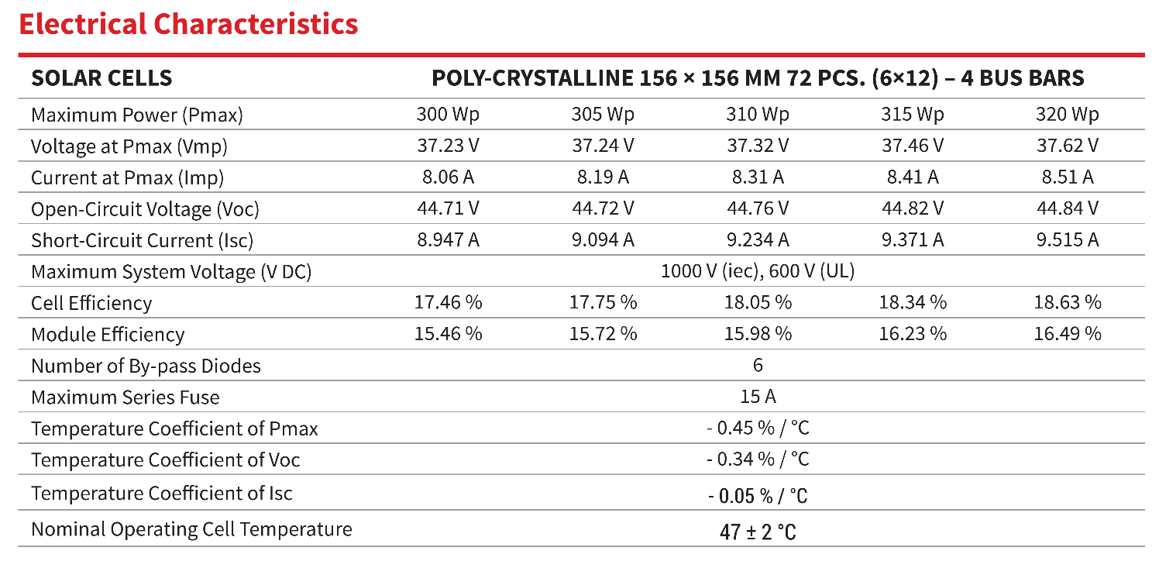 Electrical Characteristics
SOLAR CELLS POLY-CRYSTALLINE 156 × 156 MM 72 PCS. (6×12) – 4 BUS BARS
Maximum Power (Pmax) 300 Wp 305 Wp 310 Wp 315 Wp 320 Wp
Voltage at Pmax (Vmp) 37.23 V 37.24 V 37.32 V 37.46 V 37.62 V
Current at Pmax (Imp) 8.06 A 8.19 A 8.31 A 8.41 A 8.51 A
Open-Circuit Voltage (Voc) 44.71 V 44.72 V 44.76 V 44.82 V 44.84 V
Short-Circuit Current (Isc) 8.947 A 9.094 A 9.234 A 9.371 A 9.515 A
Maximum System Voltage (V DC) 1000 V (iec), 600 V (UL)
Cell Efficiency 17.46 % 17.75 % 18.05 % 18.34 % 18.63 %
Module Efficiency 15.46 % 15.72 % 15.98 % 16.23 % 16.49 %
Number of By-pass Diodes 6
Maximum Series Fuse 15 A
Temperature Coefficient of Pmax - 0.45 % / °C
Temperature Coefficient of Voc - 0.34 % / °C
Temperature Coefficient of Isc - 0.05 % / °C
Nominal Operating Cell Temperature 47 ± 2 °C